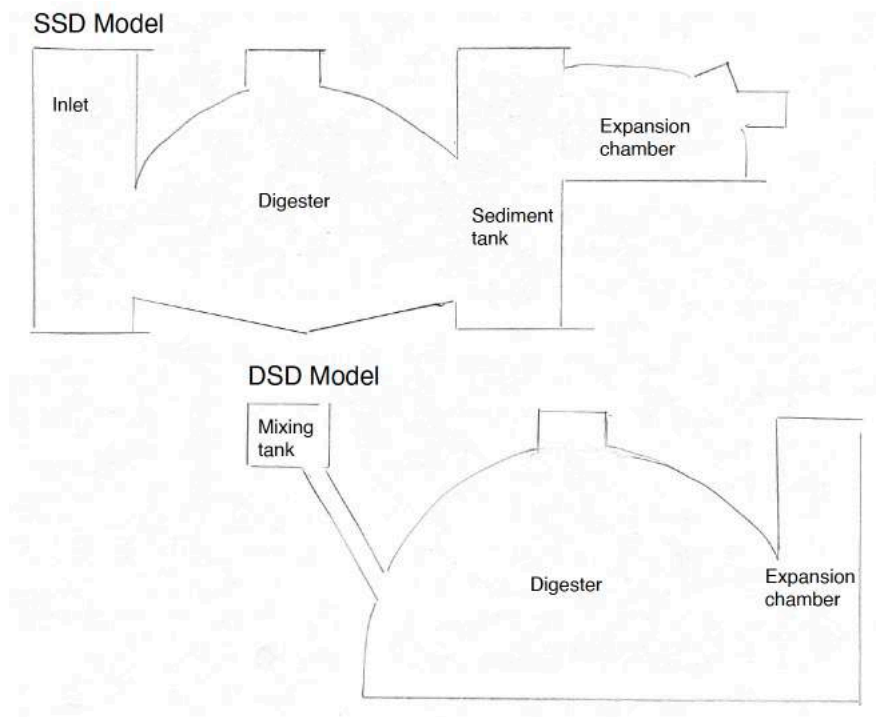 SSD Model
Inlet
Digester
Expansion
chamber
Sediment
tank
DSD Model
Mixing
tank
Digester
Expansion
chamber